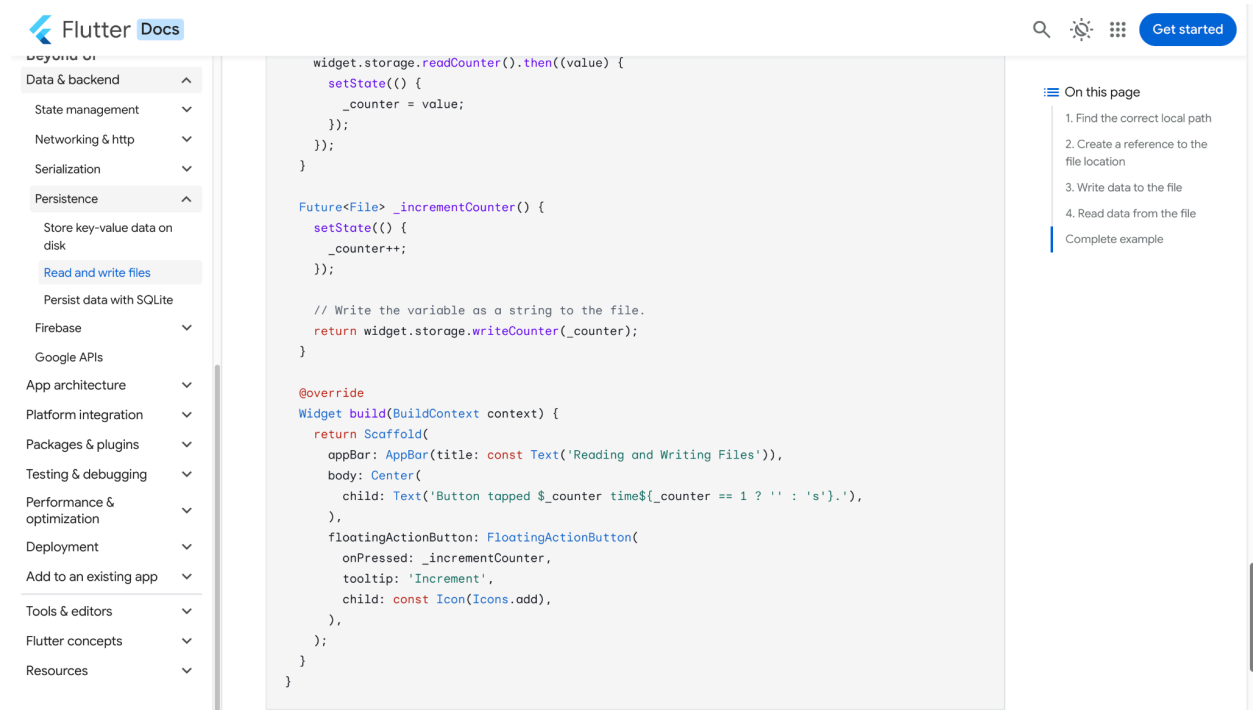 Flutter Docs
Get started
Beyond UI
Data & backend
State management
Networking & http
Serialization
Persistence
Store key-value data on
disk
Read and write files
Persist data with SQLite
Firebase
Google APIs
App architecture
Platform integration
Packages & plugins
Testing & debugging
Performance &
optimization
Deployment
Add to an existing app
Tools & editors
Flutter concepts
Resources
    widget.storage.readCounter().then((value) {
      setState(() {
        _counter = value;
      });
    });
  }

  Future<File> _incrementCounter() {
    setState(() {
      _counter++;
    });

    // Write the variable as a string to the file.
    return widget.storage.writeCounter(_counter);
  }

  @override
  Widget build(BuildContext context) {
    return Scaffold(
      appBar: AppBar(title: const Text('Reading and Writing Files')),
      body: Center(
        child: Text('Button tapped $_counter time${_counter == 1 ? '' : 's'}.'),
      ),
      floatingActionButton: FloatingActionButton(
        onPressed: _incrementCounter,
        tooltip: 'Increment',
        child: const Icon(Icons.add),
      ),
    );
  }
}
On this page
1. Find the correct local path
2. Create a reference to the
file location
3. Write data to the file
4. Read data from the file
Complete example